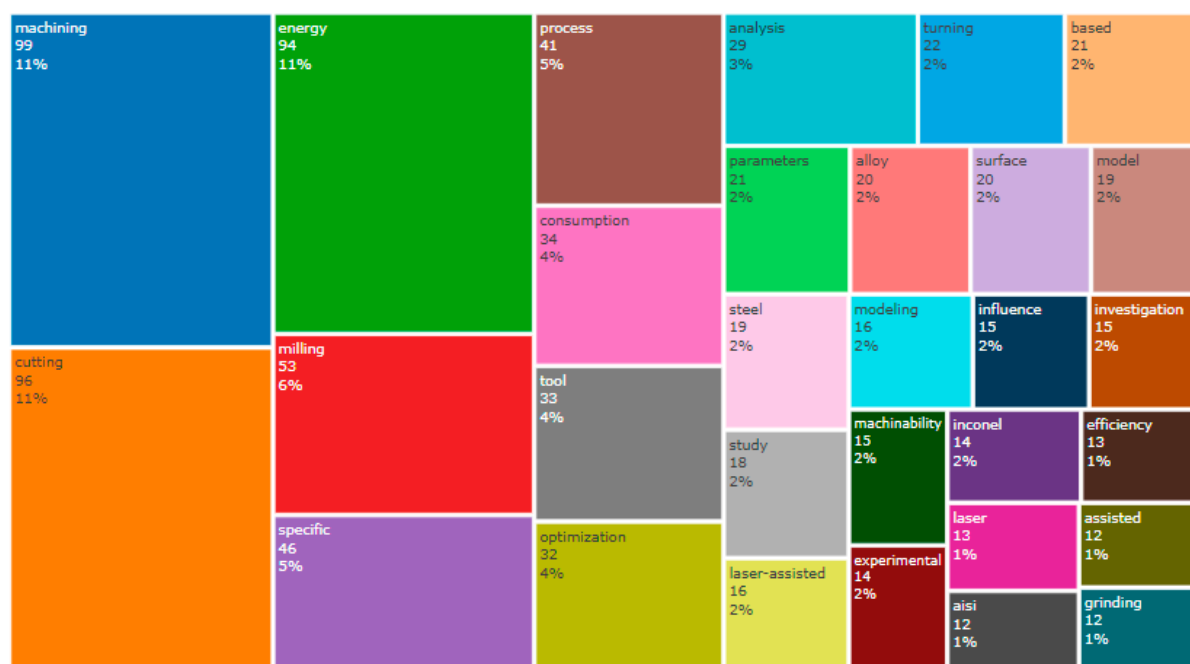 machining
99
11%
cutting
96
11%
energy
94
11%
milling
53
6%
specific
46
5%
process
41
5%
consumption
34
4%
tool
33
4%
optimization
32
4%
analysis
29
3%
turning
22
2%
based
21
2%
parameters
21
2%
alloy
20
2%
surface
20
2%
model
19
2%
steel
19
2%
study
18
2%
laser-assisted
16
2%
modeling
16
2%
influence
15
2%
investigation
15
2%
machinability
15
2%
experimental
14
2%
inconel
14
2%
efficiency
13
1%
laser
13
1%
assisted
12
1%
aisi
12
1%
grinding
12
1%